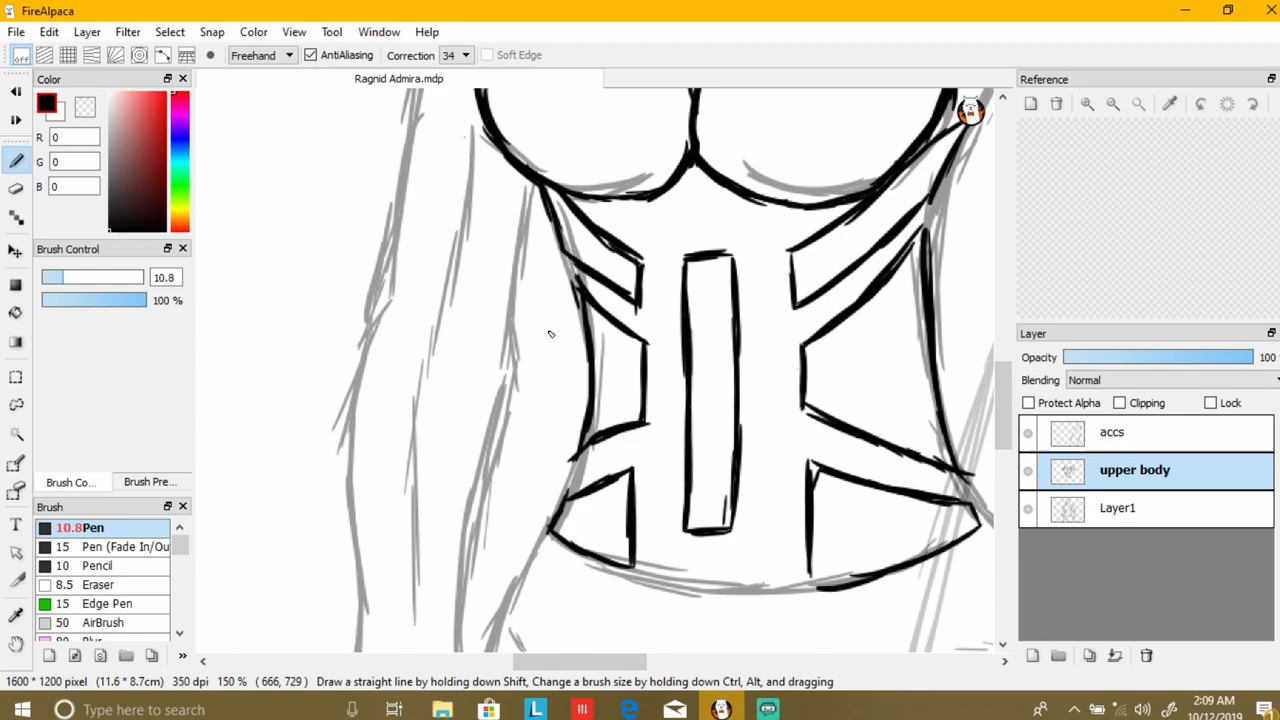 FireAlpaca
File Edit Layer Filter Select Snap Color View Tool Window Help
off Freehand AntiAliasing Correction 34 Soft Edge
Color Ragnid Admira.mdp Reference
R 0
G 0
B 0
Brush Control
10.8
100 %
Layer
Opacity 100
Blending Normal
Protect Alpha Clipping Lock
accs
upper body
Layer1
Brush Co... Brush Pre...
Brush
10.8 Pen
15 Pen (Fade In/Ou
10 Pencil
8.5 Eraser
15 Edge Pen
50 AirBrush
80 Blur
1600 * 1200 pixel (11.6 * 8.7cm) 350 dpi 150 % ( 666, 729 ) Draw a straight line by holding down Shift, Change a brush size by holding down Ctrl, Alt, and dragging
Type here to search L 2:09 AM
10/12/2019